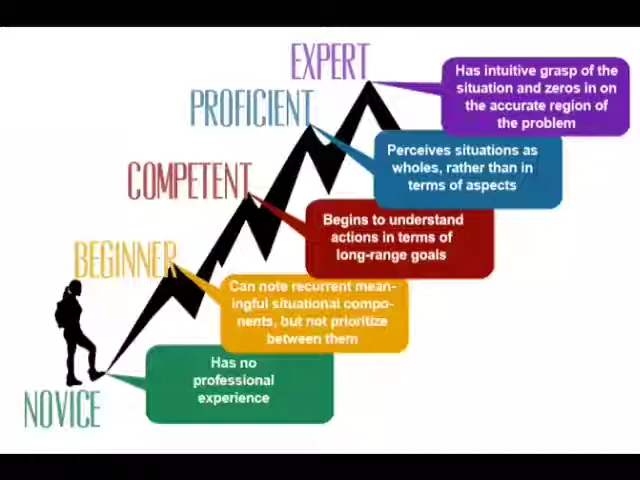 EXPERT
Has intuitive grasp of the
situation and zeros in on
the accurate region of
the problem
PROFICIENT
Perceives situations as
wholes, rather than in
terms of aspects
COMPETENT
Begins to understand
actions in terms of
long-range goals
BEGINNER
Can note recurrent mean-
ingful situational compo-
nents, but not prioritize
between them
NOVICE
Has no
professional
experience